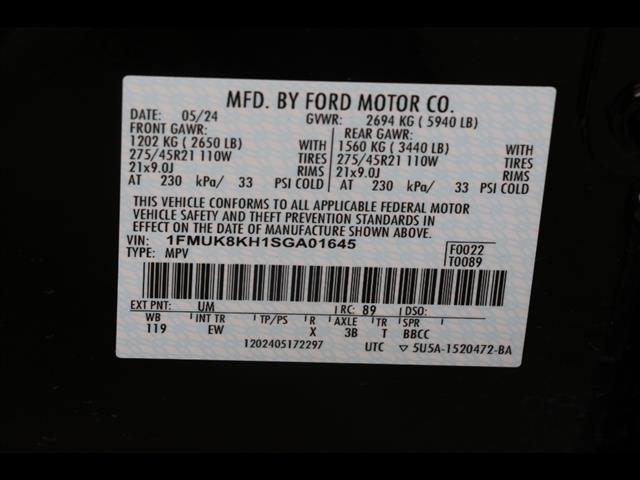 MFD. BY FORD MOTOR CO.
DATE: 05/24 GVWR: 2694 KG ( 5940 LB)
FRONT GAWR: REAR GAWR:
1202 KG ( 2650 LB) WITH 1560 KG ( 3440 LB) WITH
275/45R21 110W TIRES 275/45R21 110W TIRES
21x9.0J RIMS 21x9.0J RIMS
AT 230 kPa/ 33 PSI COLD AT 230 kPa/ 33 PSI COLD
THIS VEHICLE CONFORMS TO ALL APPLICABLE FEDERAL MOTOR
VEHICLE SAFETY AND THEFT PREVENTION STANDARDS IN
EFFECT ON THE DATE OF MANUFACTURE SHOWN ABOVE.
VIN: 1FMUK8KH1SGA01645 F0022
TYPE: MPV T0089
EXT PNT: UM RC: 89 DSO:
WB INT TR TP/PS R AXLE TR SPR
119 EW X 3B T BBCC
1202405172297 UTC ▽ 5U5A-1520472-BA